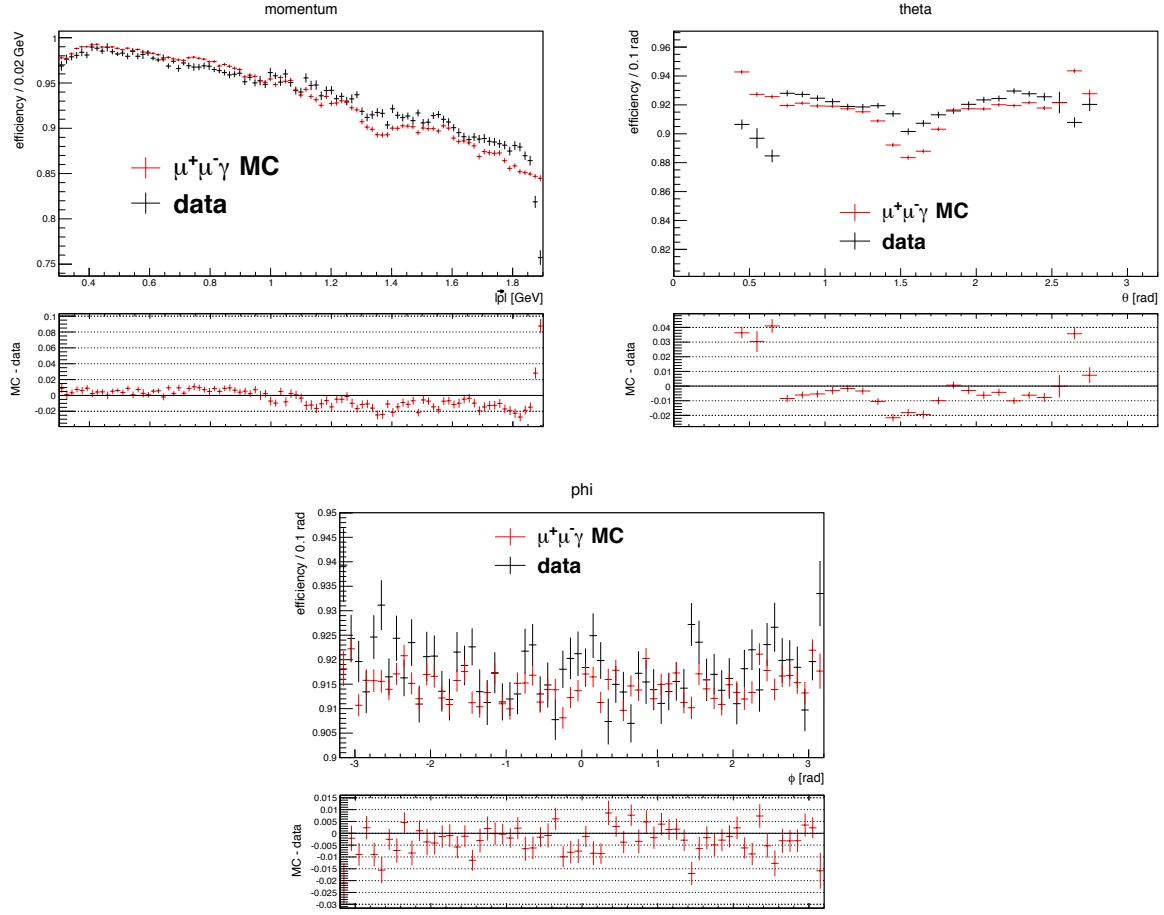 momentum
efficiency / 0.02 GeV
1
0.95
0.9
0.85
0.8
0.75
μ⁺μ⁻γ MC
data
0.4 0.6 0.8 1 1.2 1.4 1.6 1.8
|p⃗| [GeV]
MC - data
0.1
0.08
0.06
0.04
0.02
0
-0.02
theta
efficiency / 0.1 rad
0.96
0.94
0.92
0.9
0.88
0.86
0.84
0.82
μ⁺μ⁻γ MC
data
0 0.5 1 1.5 2 2.5 3
θ [rad]
MC - data
0.04
0.03
0.02
0.01
0
-0.01
-0.02
phi
efficiency / 0.1 rad
0.95
0.945
0.94
0.935
0.93
0.925
0.92
0.915
0.91
0.905
0.9
μ⁺μ⁻γ MC
data
-3 -2 -1 0 1 2 3
ϕ [rad]
MC - data
0.015
0.01
0.005
0
-0.005
-0.01
-0.015
-0.02
-0.025
-0.03